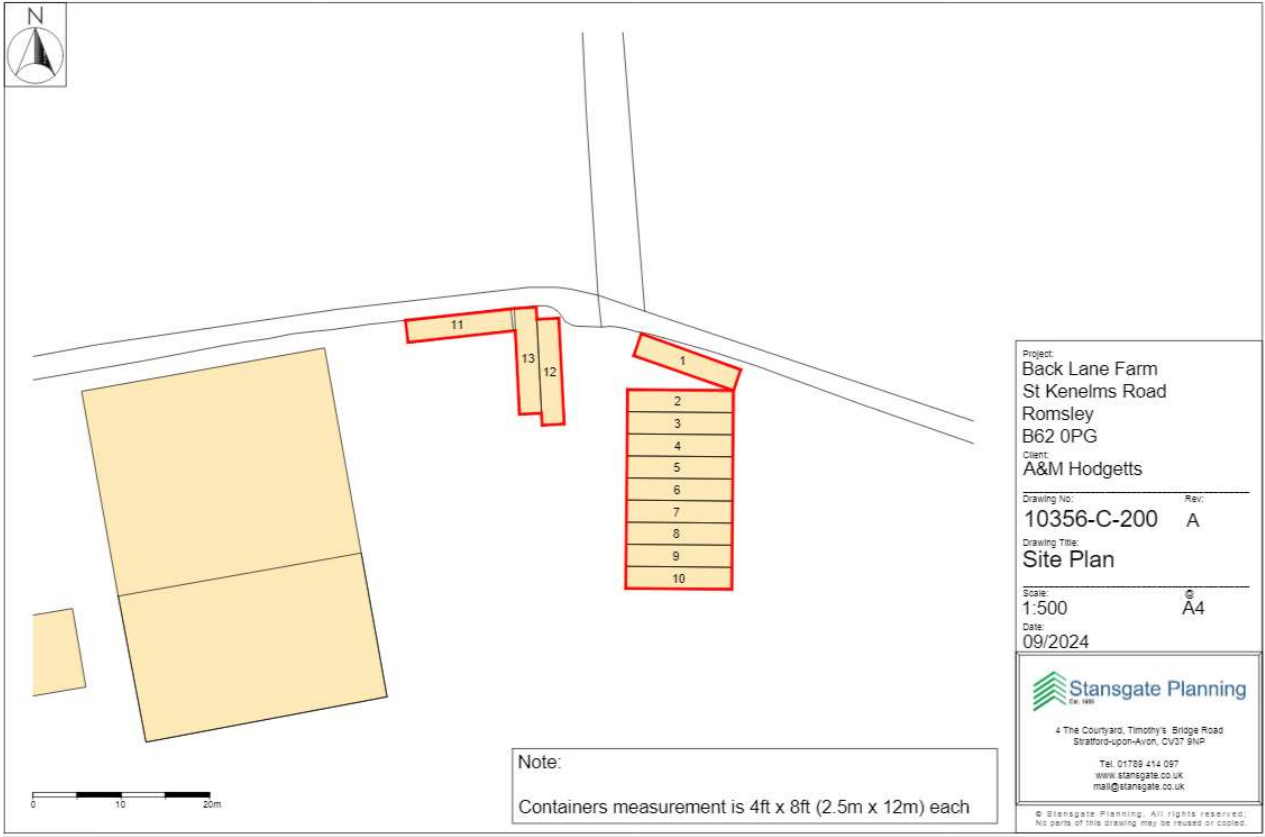 N
11
13
12
1
2
3
4
5
6
7
8
9
10
0 10 20m
Note:
Containers measurement is 4ft x 8ft (2.5m x 12m) each
Project:
Back Lane Farm
St Kenelms Road
Romsley
B62 0PG
Client:
A&M Hodgetts
Drawing No: Rev:
10356-C-200 A
Drawing Title:
Site Plan
Scale: @
1:500 A4
Date:
09/2024
Stansgate Planning
4 The Courtyard, Timothy's Bridge Road
Stratford-upon-Avon, CV37 9NP
Tel. 01789 414 097
www.stansgate.co.uk
mail@stansgate.co.uk
© Stansgate Planning. All rights reserved.
No parts of this drawing may be reused or copied.